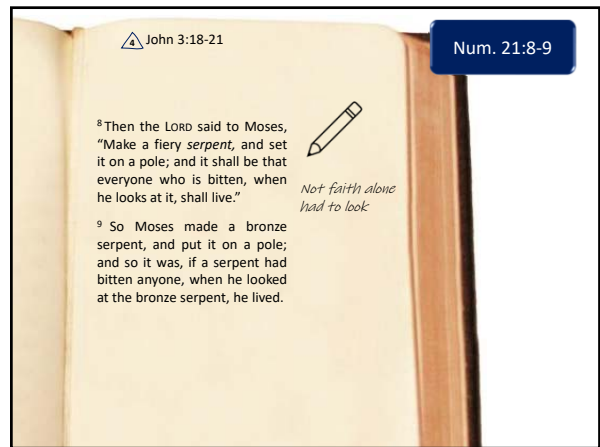 4 John 3:18-21
Num. 21:8-9
8 Then the LORD said to Moses,
“Make a fiery serpent, and set
it on a pole; and it shall be that
everyone who is bitten, when
he looks at it, shall live.”
9 So Moses made a bronze
serpent, and put it on a pole;
and so it was, if a serpent had
bitten anyone, when he looked
at the bronze serpent, he lived.
Not faith alone
had to look